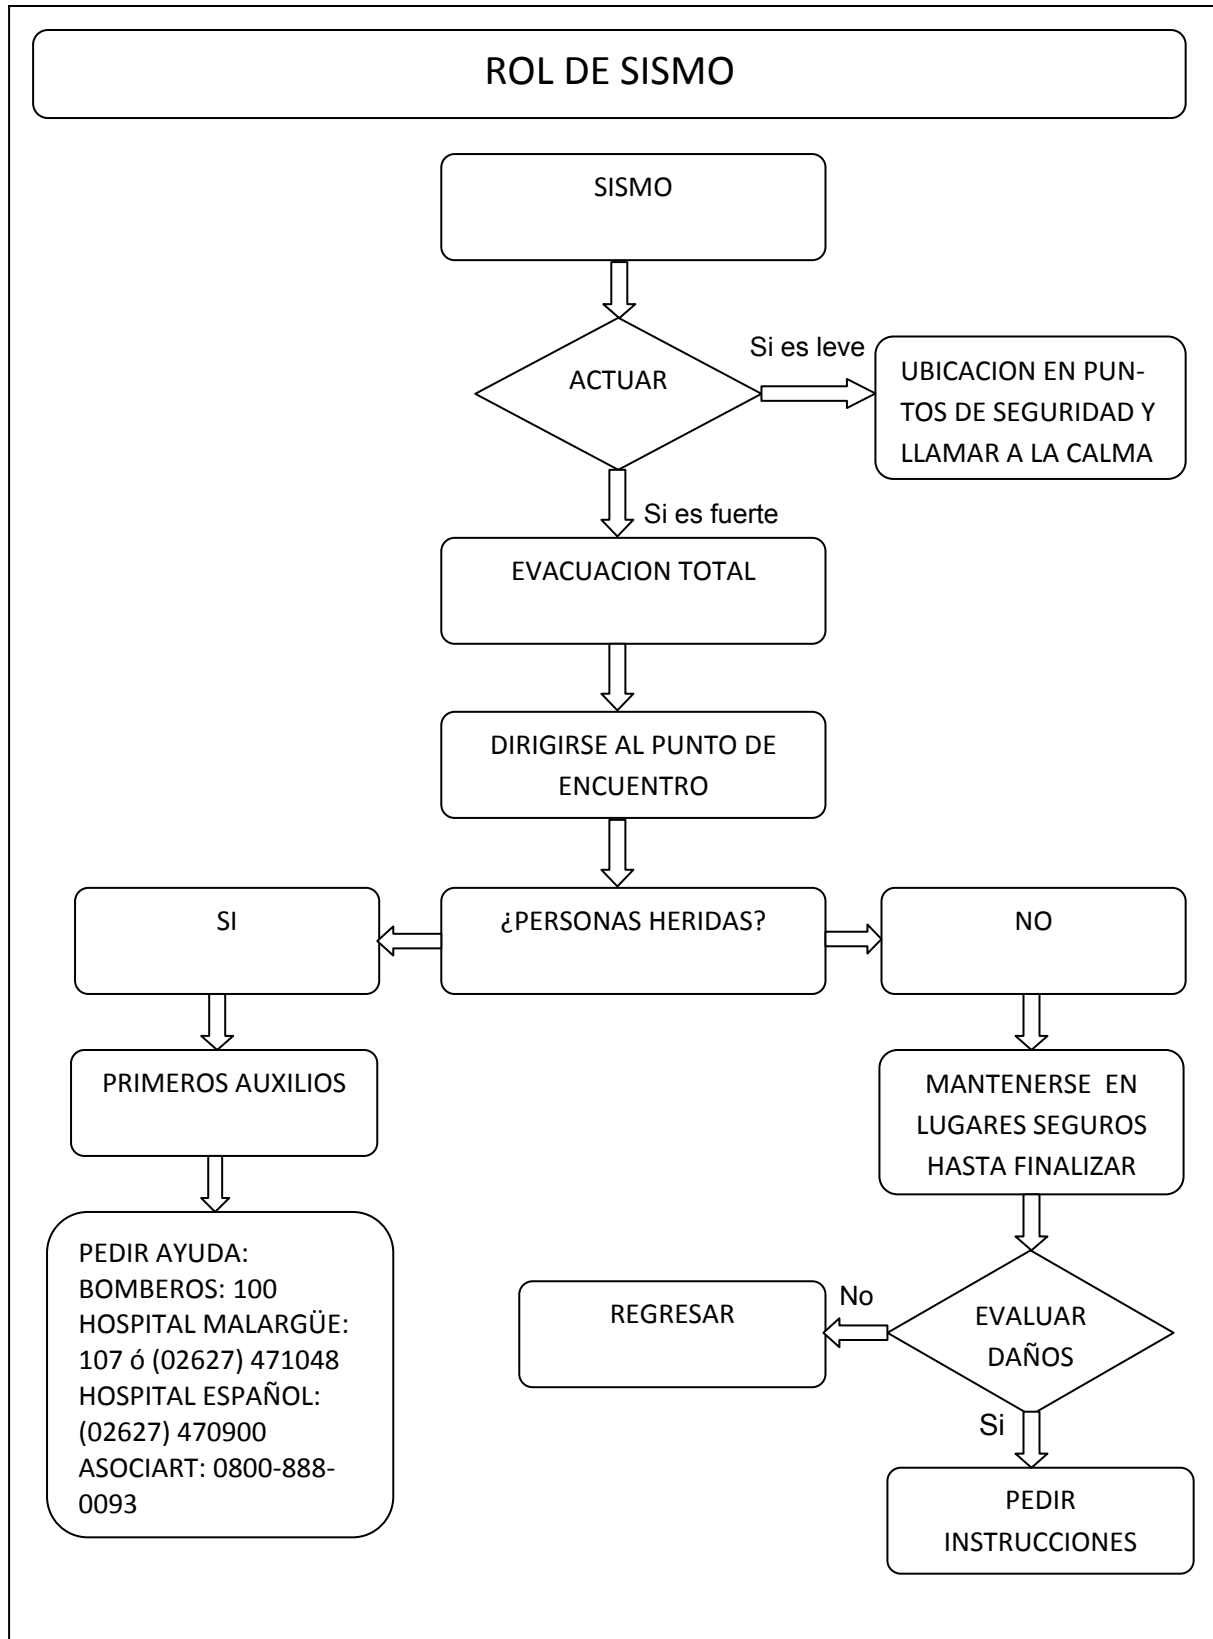 ROL DE SISMO
SISMO
ACTUAR
Si es leve
UBICACION EN PUN-
TOS DE SEGURIDAD Y
LLAMAR A LA CALMA
Si es fuerte
EVACUACION TOTAL
DIRIGIRSE AL PUNTO DE
ENCUENTRO
SI
¿PERSONAS HERIDAS?
NO
PRIMEROS AUXILIOS
MANTENERSE  EN
LUGARES SEGUROS
HASTA FINALIZAR
PEDIR AYUDA:
BOMBEROS: 100
HOSPITAL MALARGÜE:
107 ó (02627) 471048
HOSPITAL ESPAÑOL:
(02627) 470900
ASOCIART: 0800-888-
0093
REGRESAR
No
EVALUAR
DAÑOS
Si
PEDIR
INSTRUCCIONES